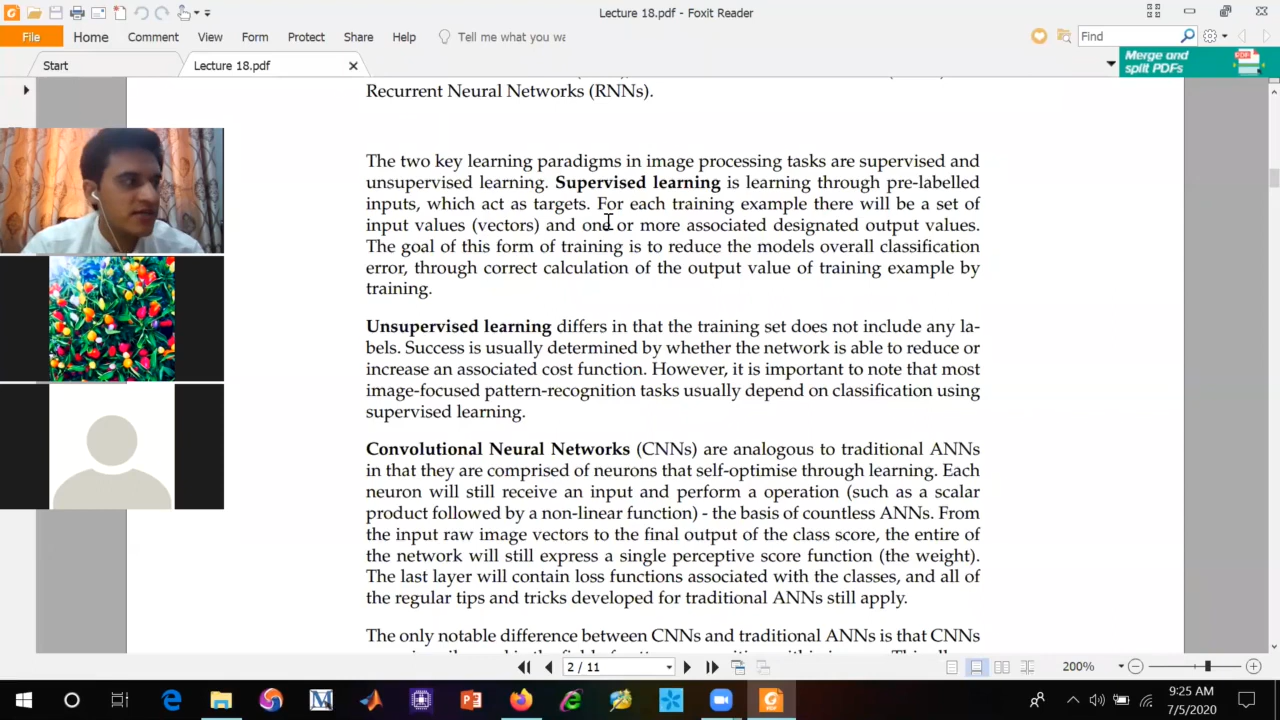 Lecture 18.pdf - Foxit Reader
File Home Comment View Form Protect Share Help Tell me what you wa Find
Start Lecture 18.pdf Merge and
split PDFs
Recurrent Neural Networks (RNNs).
The two key learning paradigms in image processing tasks are supervised and
unsupervised learning. Supervised learning is learning through pre-labelled
inputs, which act as targets. For each training example there will be a set of
input values (vectors) and one or more associated designated output values.
The goal of this form of training is to reduce the models overall classification
error, through correct calculation of the output value of training example by
training.
Unsupervised learning differs in that the training set does not include any la-
bels. Success is usually determined by whether the network is able to reduce or
increase an associated cost function. However, it is important to note that most
image-focused pattern-recognition tasks usually depend on classification using
supervised learning.
Convolutional Neural Networks (CNNs) are analogous to traditional ANNs
in that they are comprised of neurons that self-optimise through learning. Each
neuron will still receive an input and perform a operation (such as a scalar
product followed by a non-linear function) - the basis of countless ANNs. From
the input raw image vectors to the final output of the class score, the entire of
the network will still express a single perceptive score function (the weight).
The last layer will contain loss functions associated with the classes, and all of
the regular tips and tricks developed for traditional ANNs still apply.
The only notable difference between CNNs and traditional ANNs is that CNNs
2 / 11 200%
9:25 AM
7/5/2020